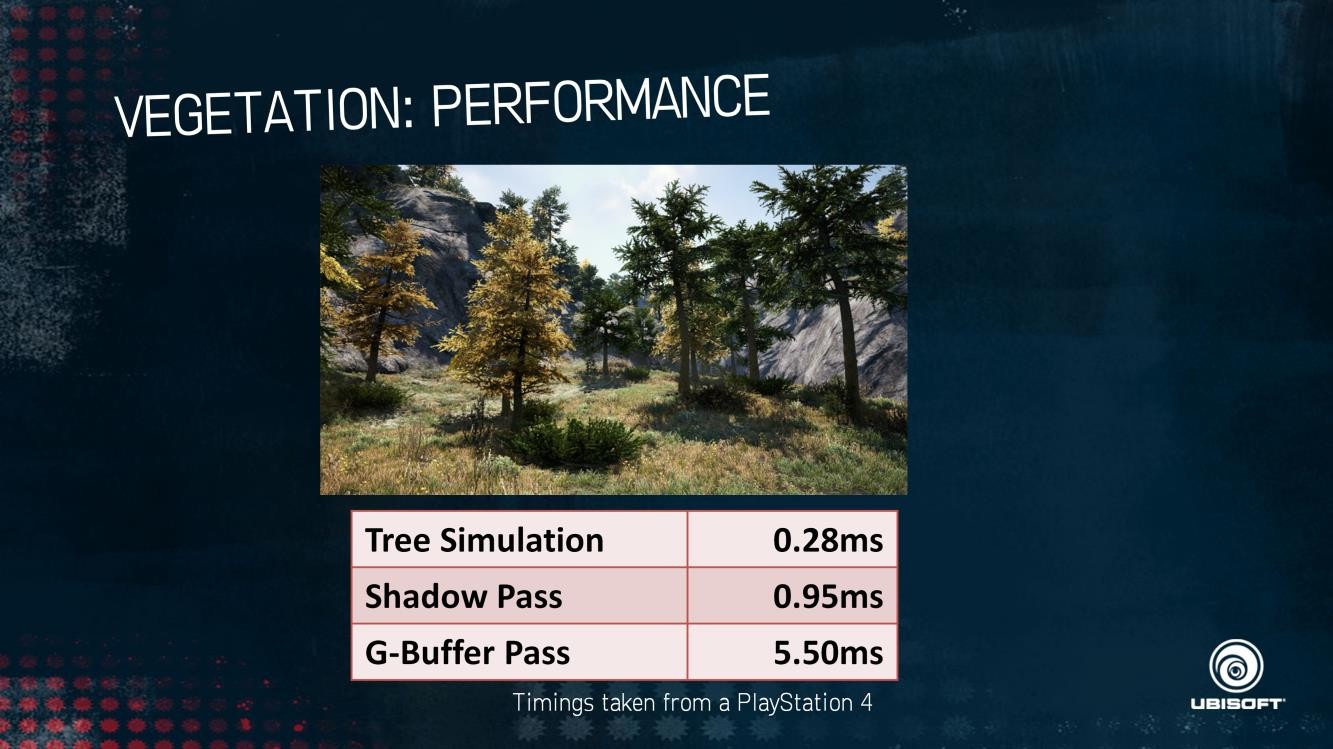 VEGETATION: PERFORMANCE
Tree Simulation 0.28ms
Shadow Pass 0.95ms
G-Buffer Pass 5.50ms
Timings taken from a PlayStation 4
UBISOFT